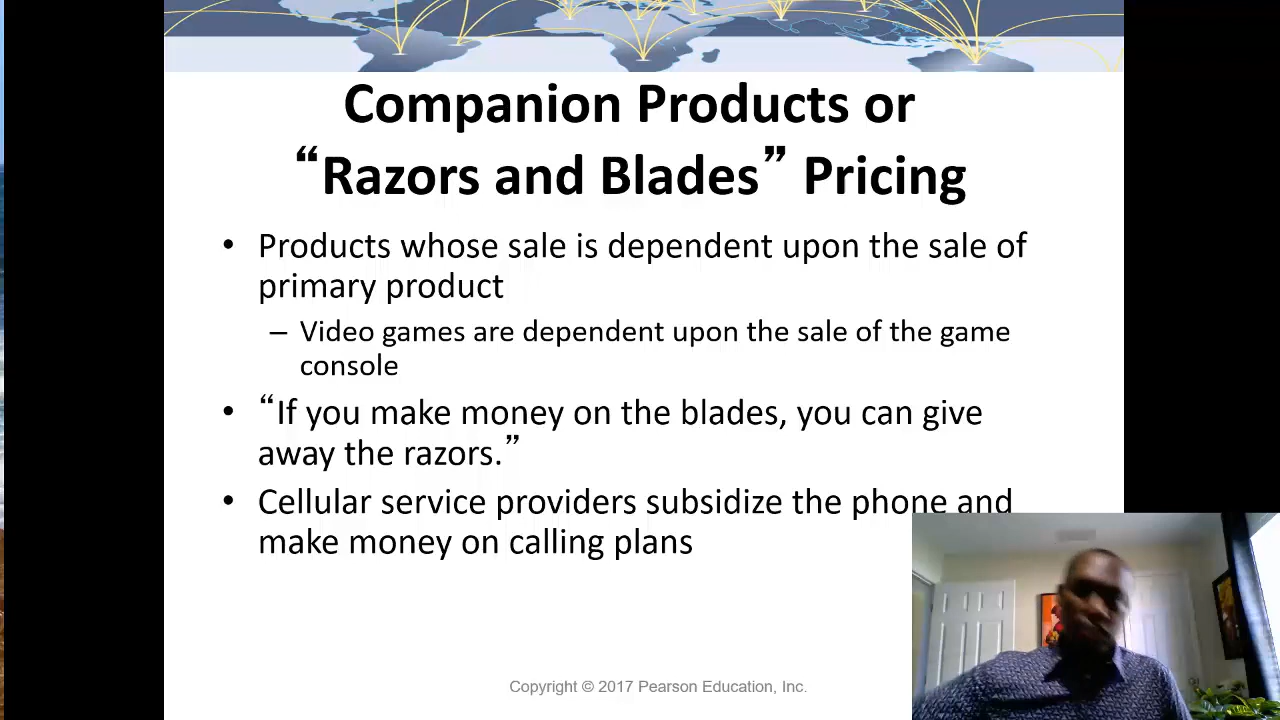 Companion Products or
“Razors and Blades” Pricing
• Products whose sale is dependent upon the sale of
primary product
– Video games are dependent upon the sale of the game
console
• “If you make money on the blades, you can give
away the razors.”
• Cellular service providers subsidize the phone and
make money on calling plans
Copyright © 2017 Pearson Education, Inc.